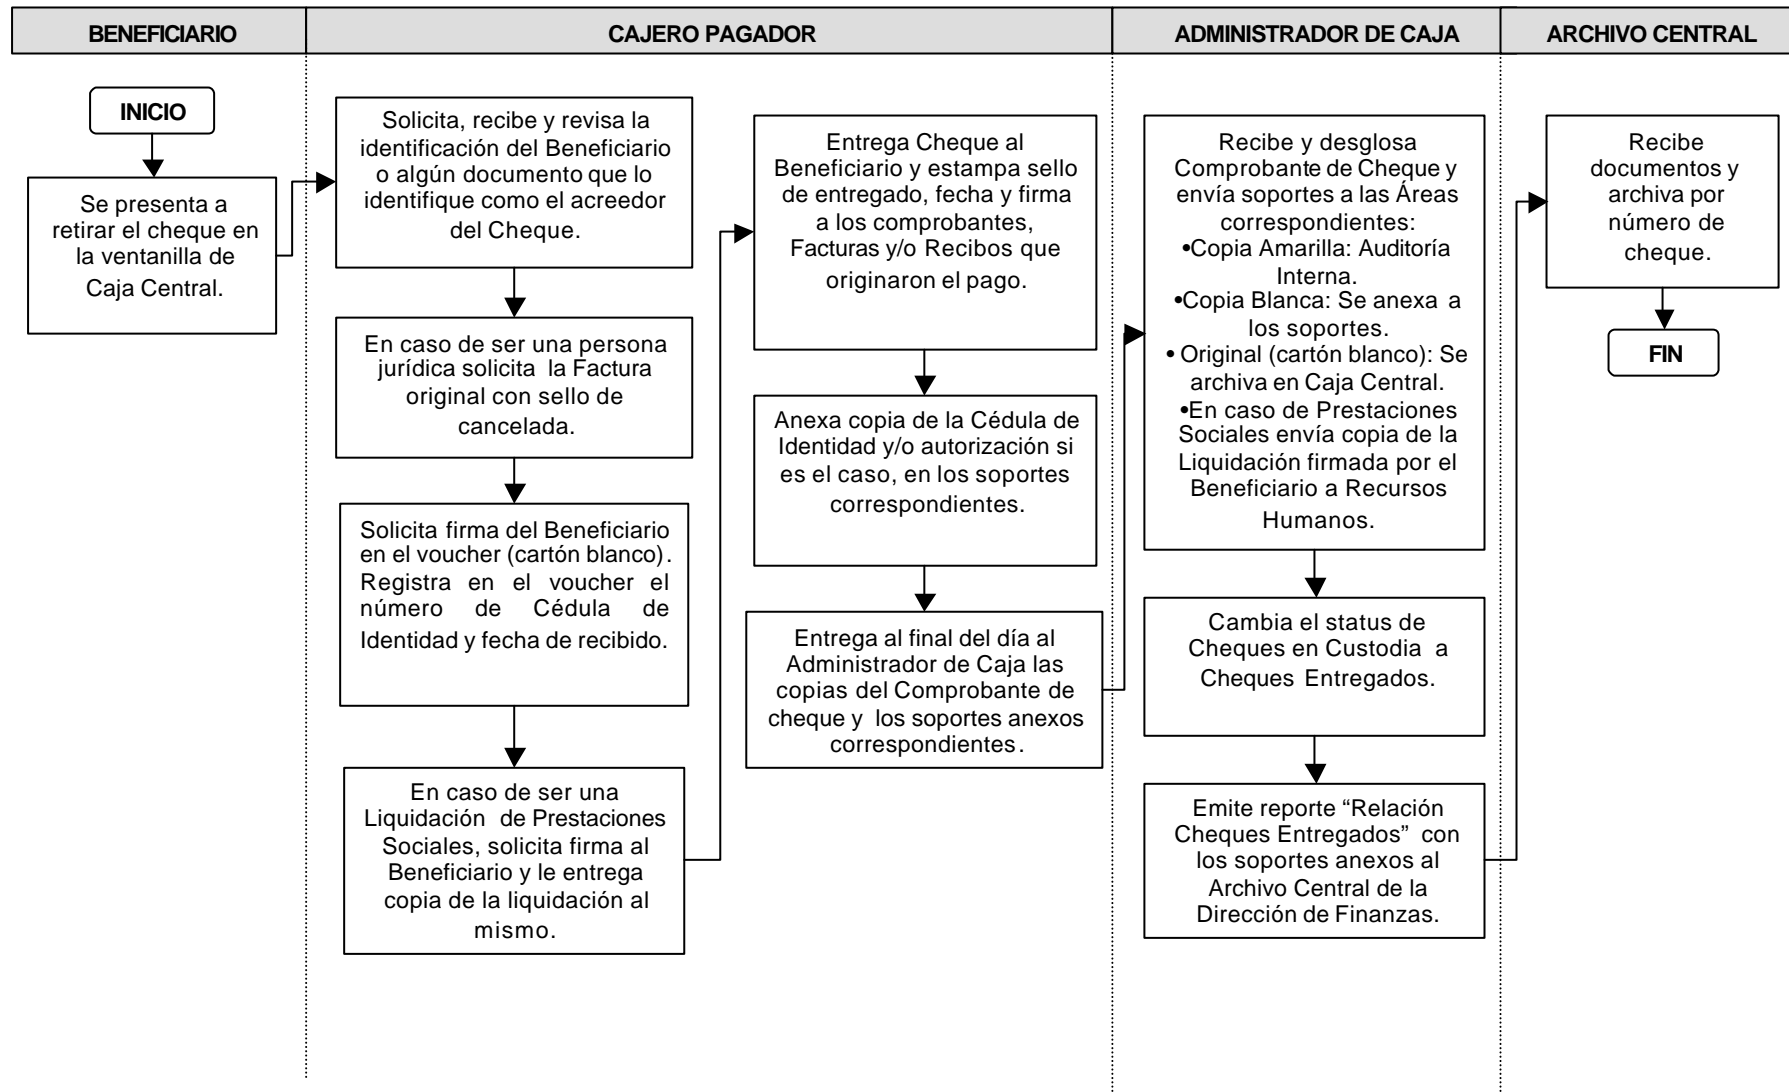 BENEFICIARIO
CAJERO PAGADOR
ADMINISTRADOR DE CAJA
ARCHIVO CENTRAL
INICIO
Se presenta a
retirar el cheque en
la ventanilla de
Caja Central.
Solicita, recibe y revisa la
identificación del Beneficiario
o algún documento que lo
identifique como el acreedor
del Cheque.
En caso de ser una persona
jurídica solicita la Factura
original con sello de
cancelada.
Solicita firma del Beneficiario
en el voucher (cartón blanco).
Registra en el voucher el
número de Cédula de
Identidad y fecha de recibido.
En caso de ser una
Liquidación de Prestaciones
Sociales, solicita firma al
Beneficiario y le entrega
copia de la liquidación al
mismo.
Entrega Cheque al
Beneficiario y estampa sello
de entregado, fecha y firma
a los comprobantes,
Facturas y/o Recibos que
originaron el pago.
Anexa copia de la Cédula de
Identidad y/o autorización si
es el caso, en los soportes
correspondientes.
Entrega al final del día al
Administrador de Caja las
copias del Comprobante de
cheque y los soportes anexos
correspondientes.
Recibe y desglosa
Comprobante de Cheque y
envía soportes a las Áreas
correspondientes:
•Copia Amarilla: Auditoría
Interna.
•Copia Blanca: Se anexa a
los soportes.
• Original (cartón blanco): Se
archiva en Caja Central.
•En caso de Prestaciones
Sociales envía copia de la
Liquidación firmada por el
Beneficiario a Recursos
Humanos.
Cambia el status de
Cheques en Custodia a
Cheques Entregados.
Emite reporte “Relación
Cheques Entregados” con
los soportes anexos al
Archivo Central de la
Dirección de Finanzas.
Recibe
documentos y
archiva por
número de
cheque.
FIN